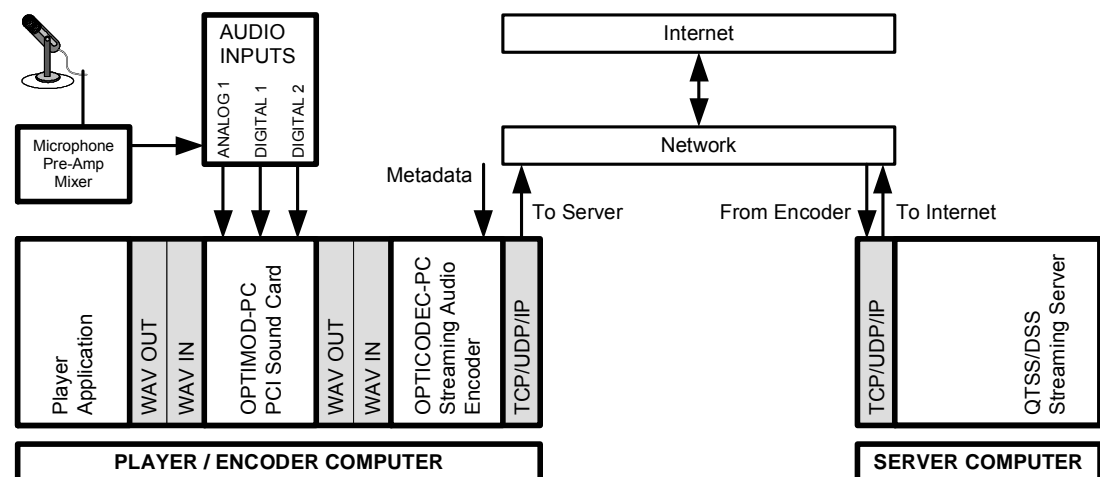 AUDIO
INPUTS
ANALOG 1
DIGITAL 1
DIGITAL 2
Microphone
Pre-Amp
Mixer
Internet
Network
Metadata
To Server
From Encoder
To Internet
Player
Application
WAV OUT
WAV IN
OPTIMOD-PC
PCI Sound Card
WAV OUT
WAV IN
OPTICODEC-PC
Streaming Audio
Encoder
TCP/UDP/IP
TCP/UDP/IP
QTSS/DSS
Streaming Server
PLAYER / ENCODER COMPUTER
SERVER COMPUTER